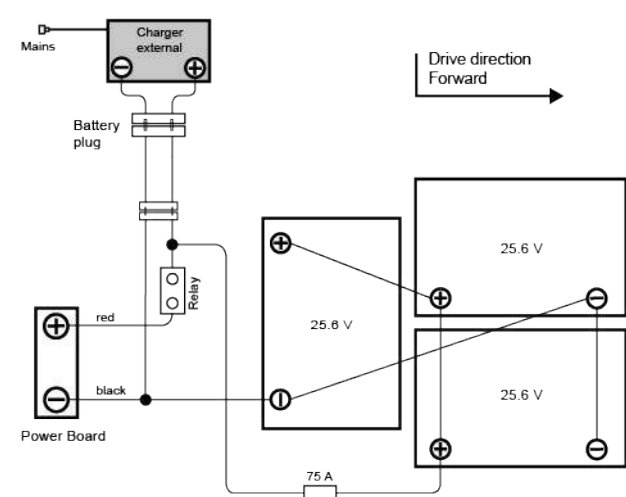 Mains
Charger
external
Drive direction
Forward
Battery
plug
Relay
25.6 V
25.6 V
25.6 V
red
black
Power Board
75 A